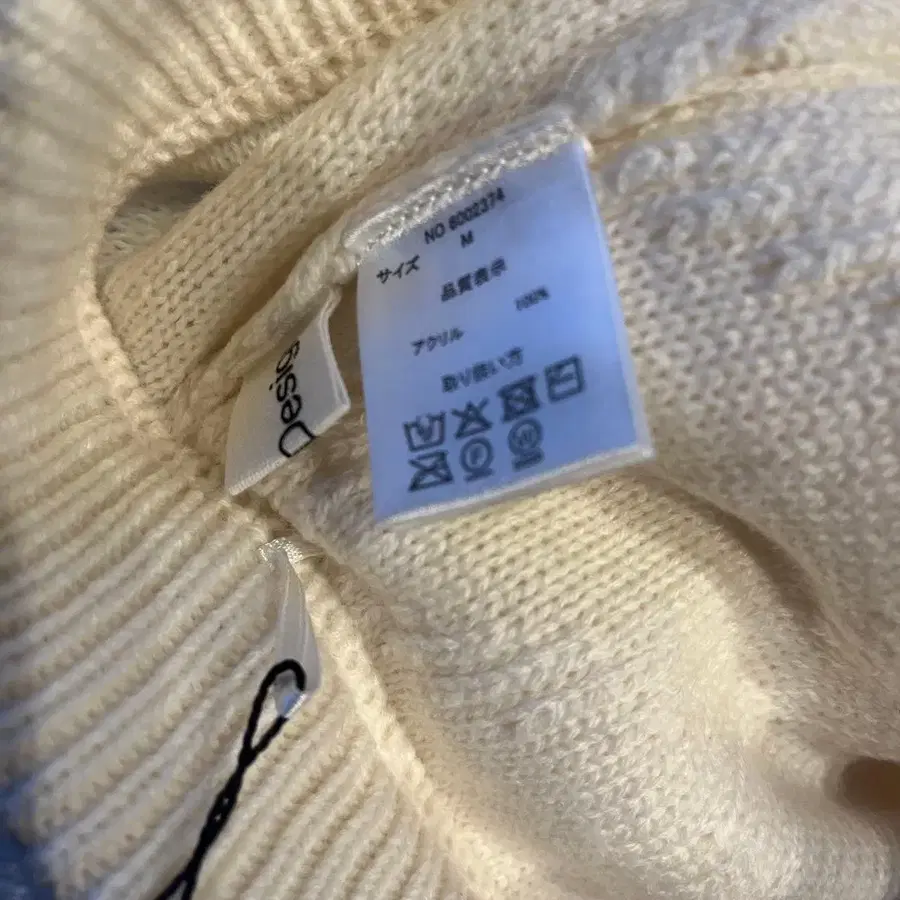 NO 6002374
サイズ M
品質表示
アクリル 100%
取り扱い方
Desig